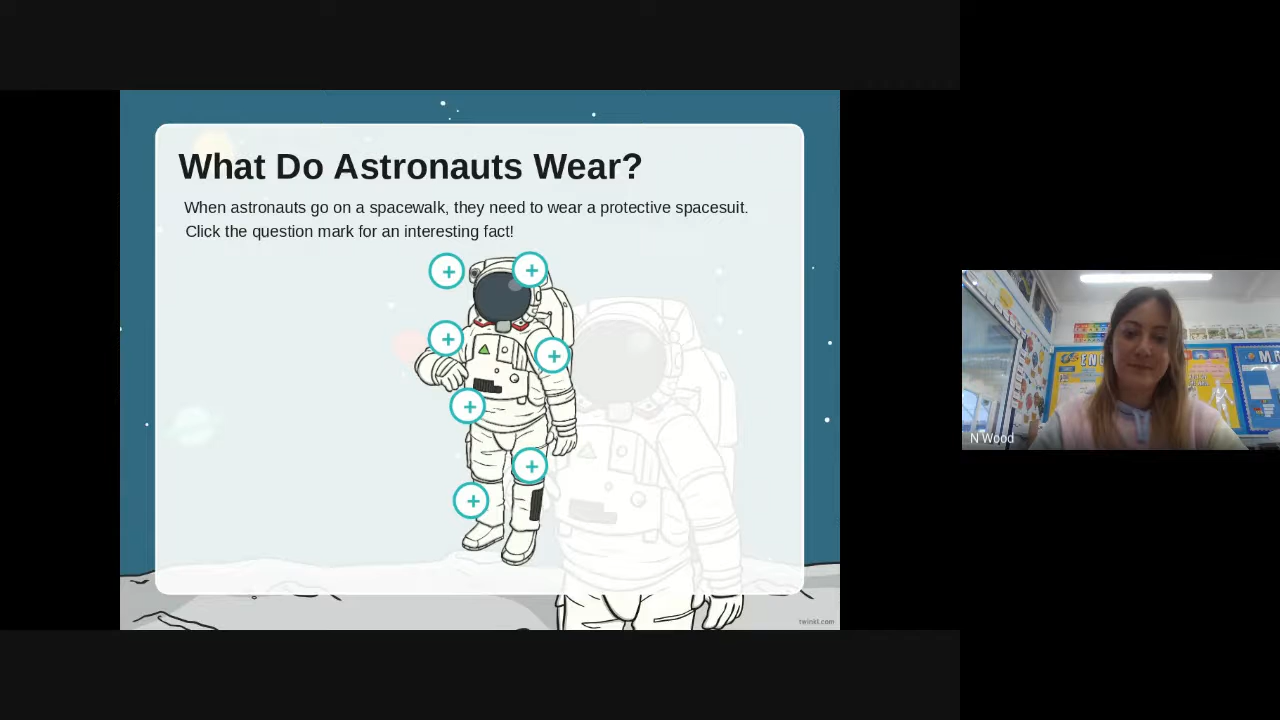 What Do Astronauts Wear?
When astronauts go on a spacewalk, they need to wear a protective spacesuit.
Click the question mark for an interesting fact!
N Wood
twinkl.com